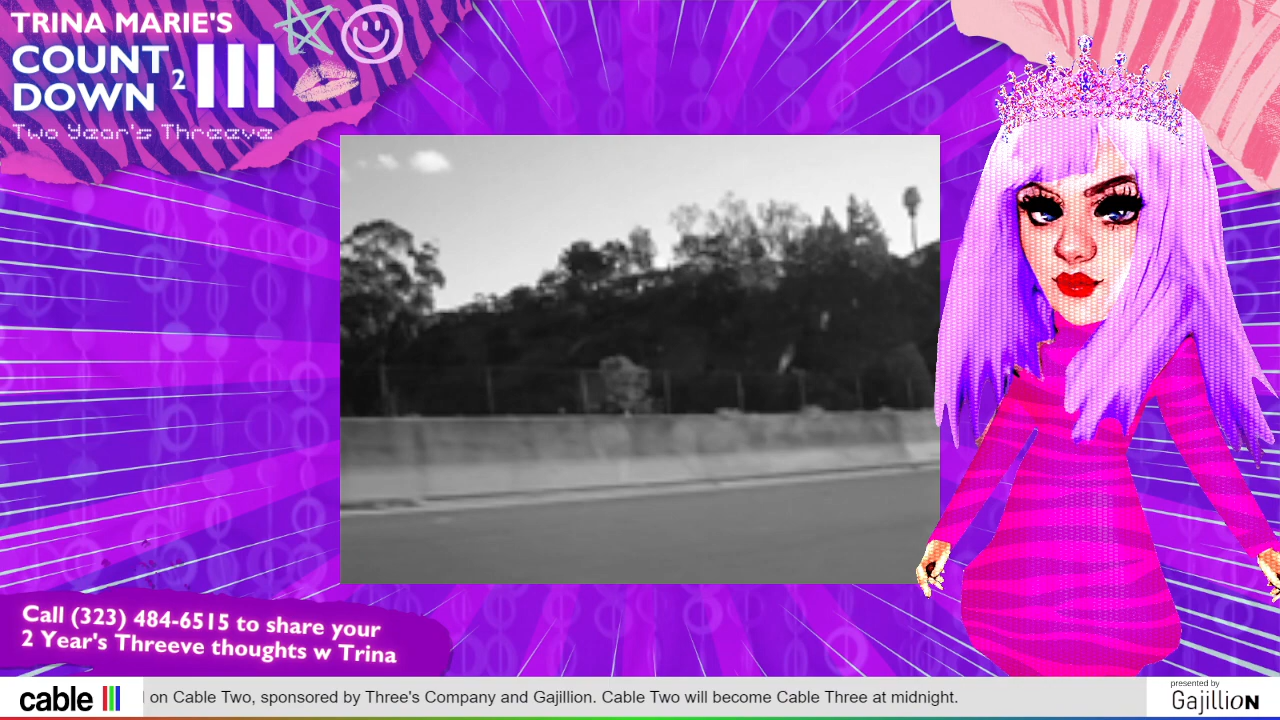 TRINA MARIE'S
COUNT
DOWN 2 III
Two Year's Threeve
Call (323) 484-6515 to share your
2 Year's Threeve thoughts w Trina
cable
on Cable Two, sponsored by Three's Company and Gajillion. Cable Two will become Cable Three at midnight.
presented by
GajilliON